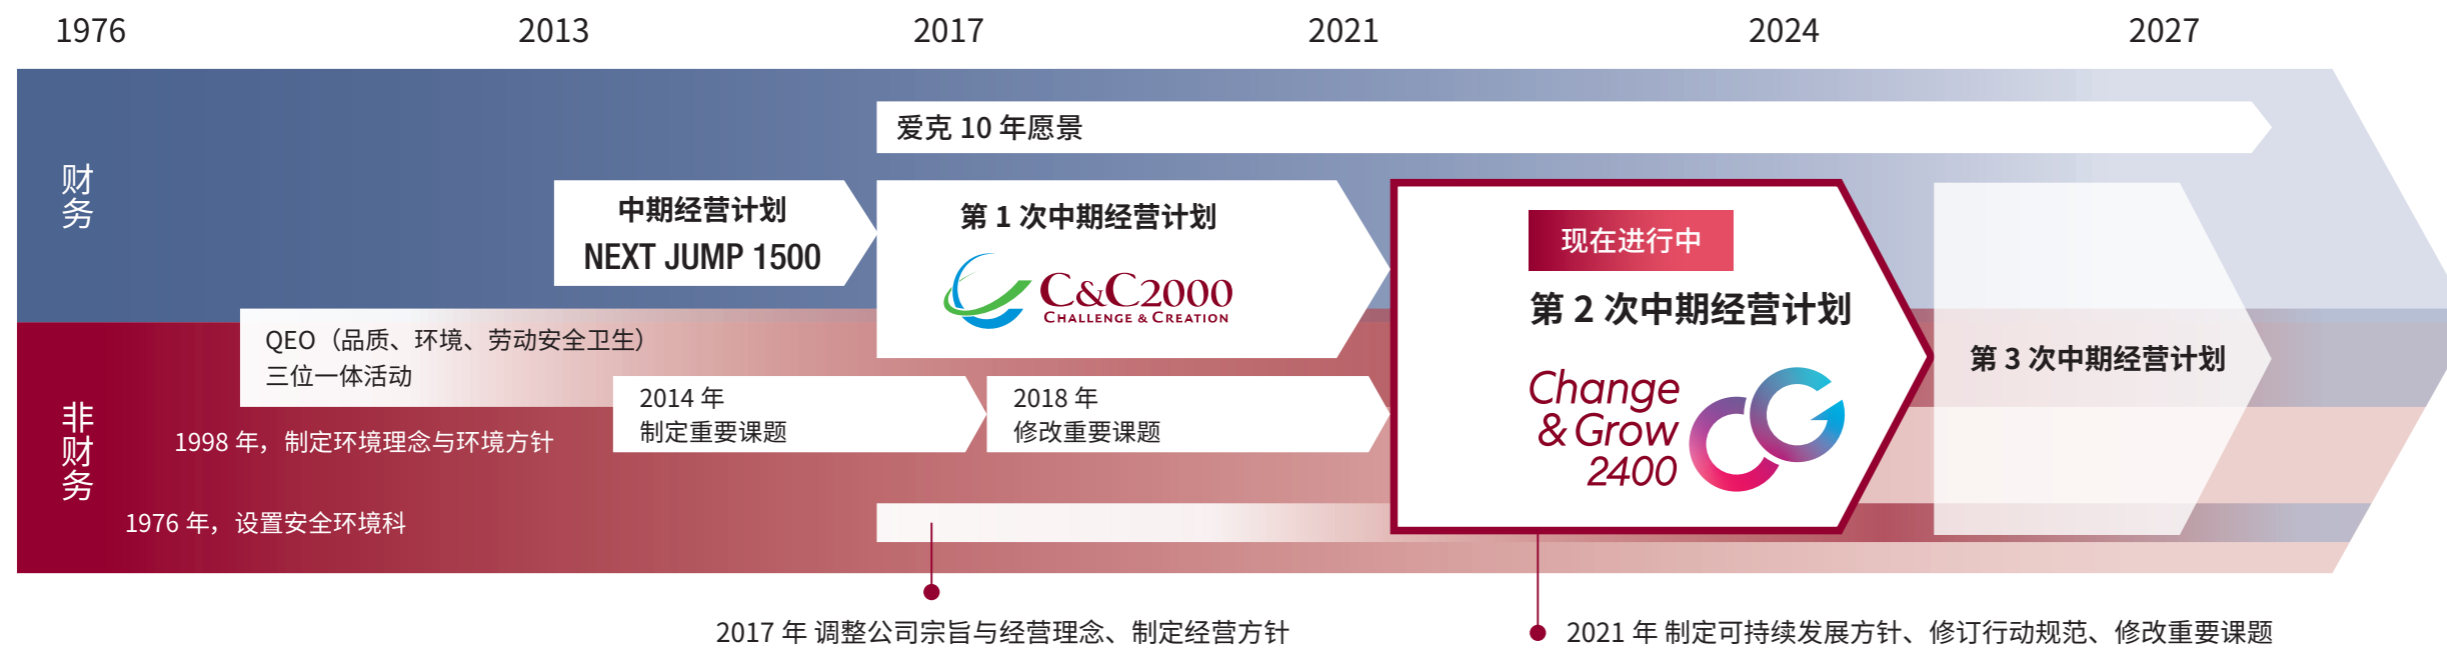 1976 2013 2017 2021 2024 2027
财务
爱克 10 年愿景
中期经营计划
NEXT JUMP 1500
第 1 次中期经营计划
C&C2000
CHALLENGE & CREATION
现在进行中
第 2 次中期经营计划
Change
& Grow
2400
第 3 次中期经营计划
非财务
QEO（品质、环境、劳动安全卫生）
三位一体活动
2014 年
制定重要课题
2018 年
修改重要课题
1998 年，制定环境理念与环境方针
1976 年，设置安全环境科
2017 年 调整公司宗旨与经营理念、制定经营方针
2021 年 制定可持续发展方针、修订行动规范、修改重要课题